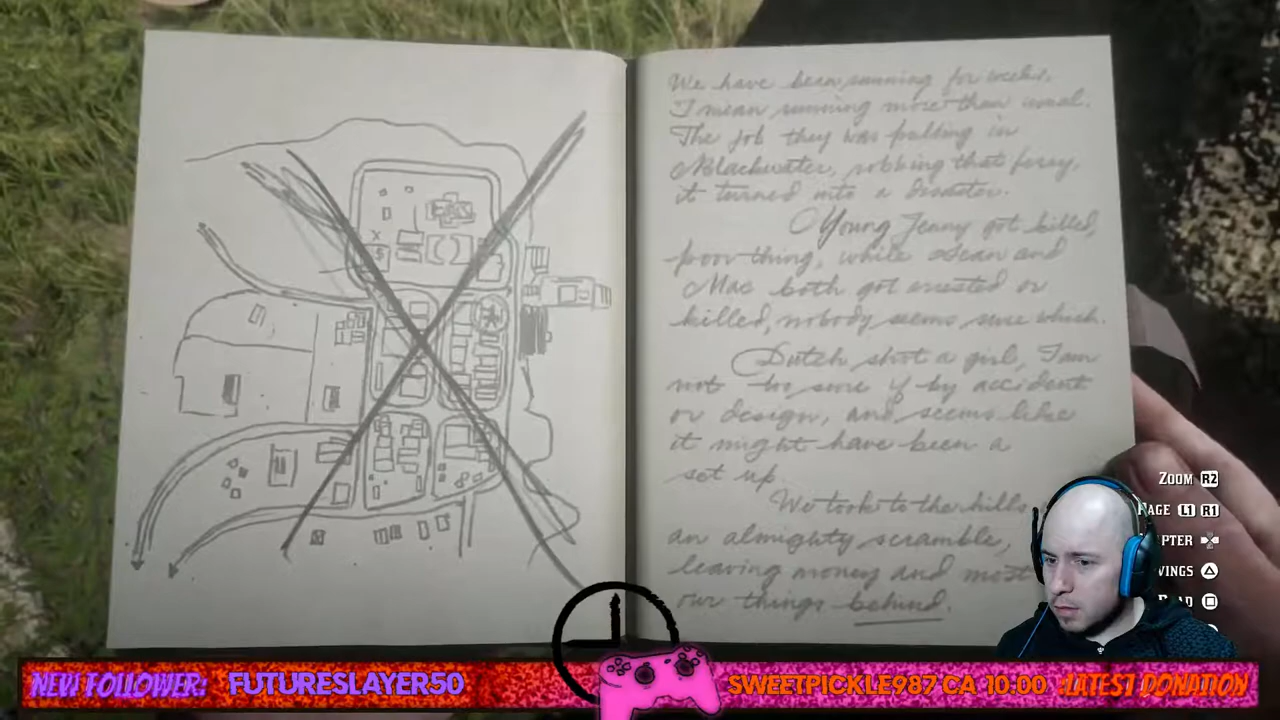 We have been running for weeks.
I mean running more than usual.
The job they was pulling in
Blackwater, robbing that ferry,
it turned into a disaster.
Young Jenny got killed,
poor thing, while Sean and
Mac both got arrested or
killed, nobody seems sure which.
Dutch shot a girl, I am
not too sure if by accident
or design, and seems like
it might have been a
set up.
We took to the hills
an almighty scramble,
leaving money and most
our things behind.
X
$
ZOOM R2
PAGE L1 R1
PTER
WINGS
NEW FOLLOWER: FUTURESLAYER50
SWEETPICKLE987 CA 10.00 :LATEST DONATION